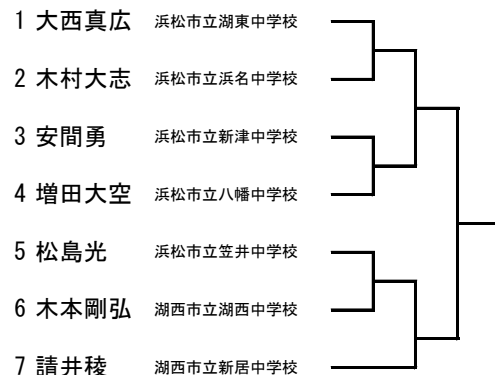 1 大西真広 浜松市立湖東中学校
2 木村大志 浜松市立浜名中学校
3 安間勇 浜松市立新津中学校
4 増田大空 浜松市立八幡中学校
5 松島光 浜松市立笠井中学校
6 木本剛弘 湖西市立湖西中学校
7 請井稜 湖西市立新居中学校